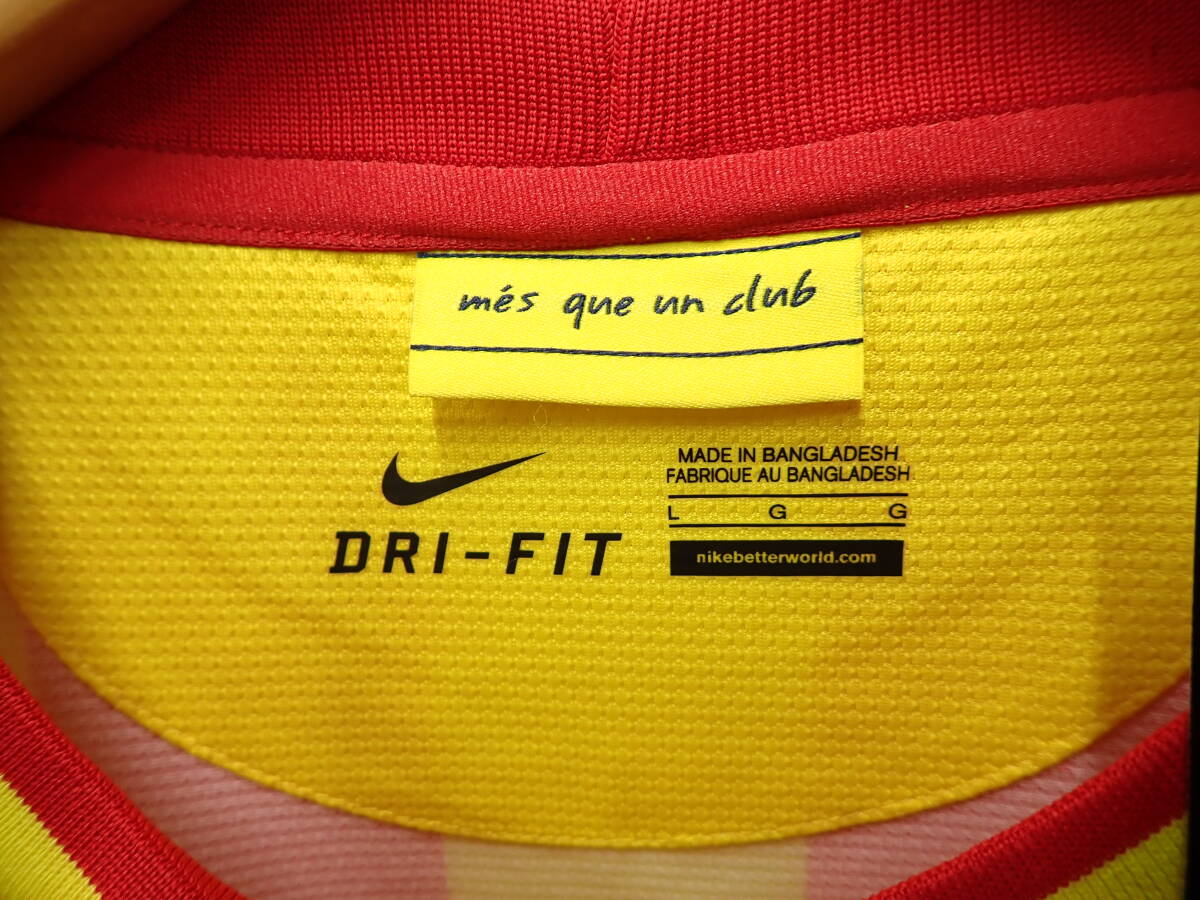 més que un club
DRI-FIT
MADE IN BANGLADESH
FABRIQUE AU BANGLADESH
L G G
nikebetterworld.com